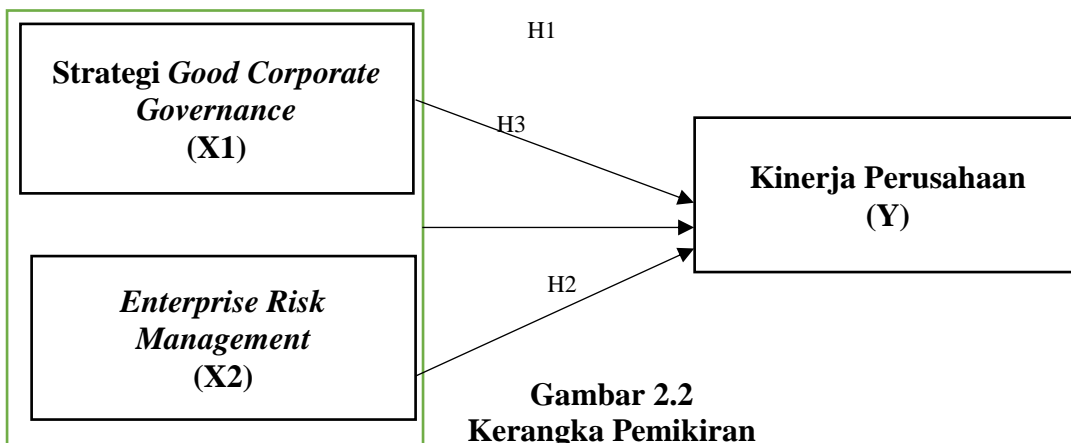 H1
Strategi Good Corporate
Governance
(X1)
H3
Kinerja Perusahaan
(Y)
H2
Enterprise Risk
Management
(X2)
Gambar 2.2
Kerangka Pemikiran